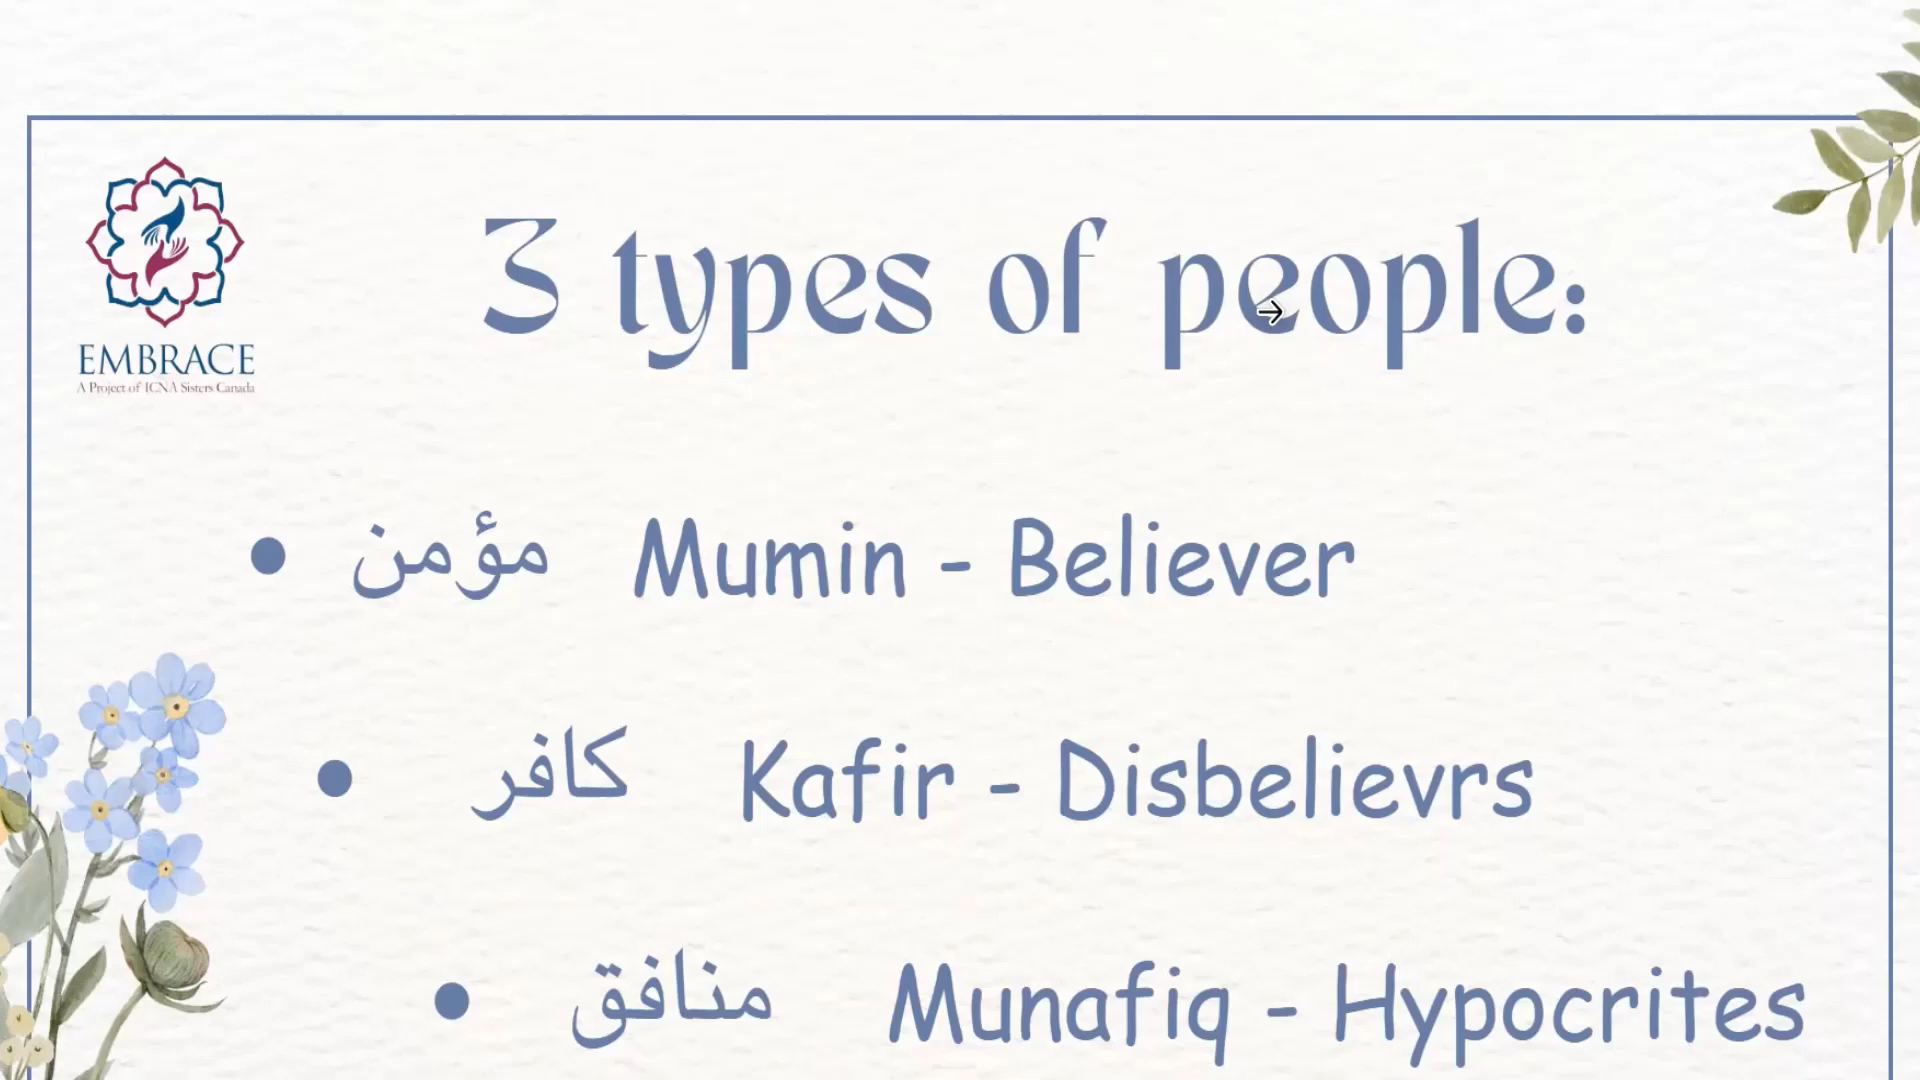 EMBRACE
A Project of ICNA Sisters Canada
3 types of people:
• مؤمن Mumin - Believer
• كافر Kafir - Disbelievrs
• منافق Munafiq - Hypocrites